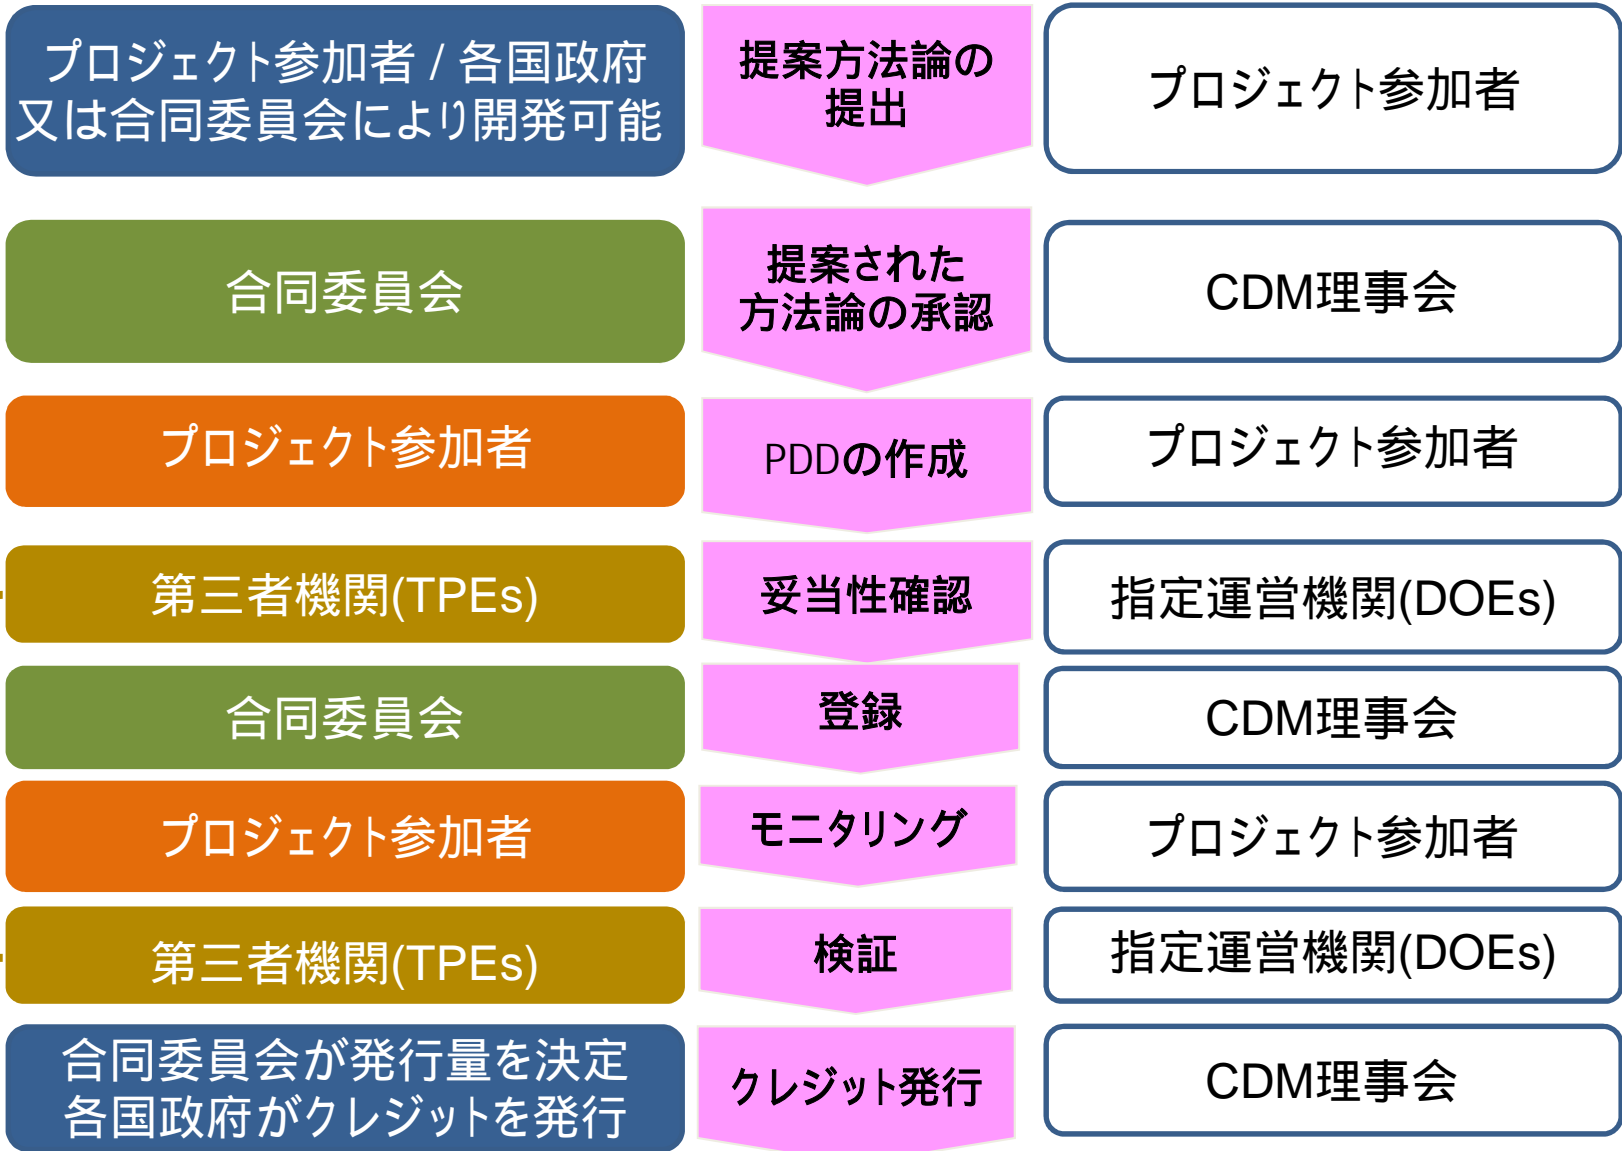 プロジェクト参加者 / 各国政府
又は合同委員会により開発可能
提案方法論の
提出
プロジェクト参加者
合同委員会
提案された
方法論の承認
CDM理事会
プロジェクト参加者
PDDの作成
プロジェクト参加者
第三者機関(TPEs)
妥当性確認
指定運営機関(DOEs)
合同委員会
登録
CDM理事会
プロジェクト参加者
モニタリング
プロジェクト参加者
第三者機関(TPEs)
検証
指定運営機関(DOEs)
合同委員会が発行量を決定
各国政府がクレジットを発行
クレジット発行
CDM理事会